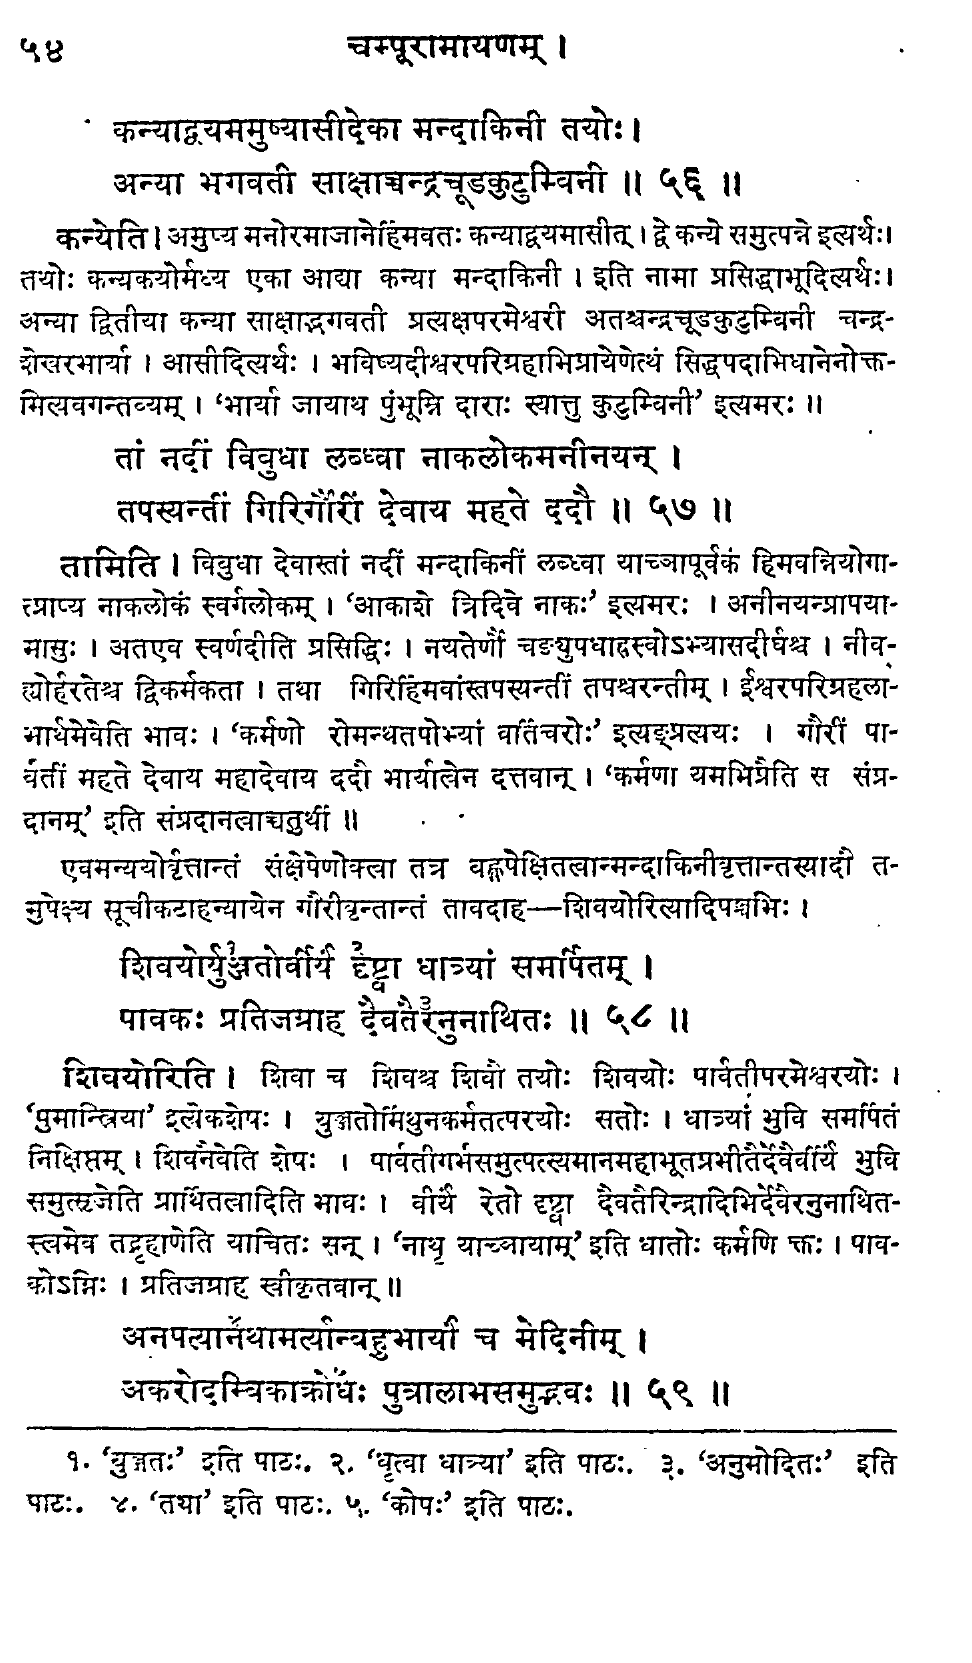 ५४ चम्पूरामायणम् ।
कन्याद्वयममुष्यासीदेका मन्दाकिनी तयोः ।
अन्या भगवती साक्षाच्चन्द्रचूडकुटुम्बिनी ॥ ५६ ॥
कन्येति । अमुष्य मनोरमाजानेर्हिमवतः कन्याद्वयमासीत् । द्वे कन्ये समुत्पन्ने इत्यर्थः ।
तयोः कन्यकयोर्मध्य एका आद्या कन्या मन्दाकिनी । इति नाम्ना प्रसिद्धाभूदित्यर्थः ।
अन्या द्वितीया कन्या साक्षाद्भगवती प्रत्यक्षपरमेश्वरी अतश्चन्द्रचूडकुटुम्बिनी चन्द्र-
शेखरभार्या । आसीदित्यर्थः । भविष्यदीश्वरपरिग्रहाभिप्रायेणेत्थं सिद्धपदाभिधानेनोक्त-
मित्यवगन्तव्यम् । ‘भार्या जायाथ पुंभूम्नि दाराः स्यात्तु कुटुम्बिनी’ इत्यमरः ॥
तां नदीं विबुधा लब्ध्वा नाकलोकमनीनयन् ।
तपस्यन्तीं गिरिर्गौरीं देवाय महते ददौ ॥ ५७ ॥
तामिति । विबुधा देवास्तां नदीं मन्दाकिनीं लब्ध्वा याच्ञापूर्वकं हिमवन्नियोगा-
त्प्राप्य नाकलोकं स्वर्गलोकम् । ‘आकाशे त्रिदिवे नाकः’ इत्यमरः । अनीनयन्प्रापया-
मासुः । अतएव स्वर्णदीति प्रसिद्धिः । नयतेर्णौ चङ्युपधाह्रस्वोऽभ्यासदीर्घश्च । नीव-
ह्योर्हरतेश्च द्विकर्मकता । तथा गिरिर्हिमवांस्तपस्यन्तीं तपश्चरन्तीम् । ईश्वरपरिग्रहला-
भार्थमेवेति भावः । ‘कर्मणो रोमन्थतपोभ्यां वर्तिचरोः’ इत्यङ्प्रत्ययः । गौरीं पा-
र्वतीं महते देवाय महादेवाय ददौ भार्यात्वेन दत्तवान् । ‘कर्मणा यमभिप्रैति स संप्र-
दानम्’ इति संप्रदानत्वाच्चतुर्थी ॥
एवमन्ययोर्वृत्तान्तं संक्षेपेणोक्त्वा तत्र बह्वपेक्षितत्वान्मन्दाकिनीवृत्तान्तस्यादौ त-
मुपेक्ष्य सूचीकटाहन्यायेन गौरीवृन्तान्तं तावदाह—शिवयोरित्यादिपञ्चभिः ।
शिवयोर्युञ्जतोर्वीर्यं दृष्ट्वा धात्र्यां समर्पितम् ।
पावकः प्रतिजग्राह दैवतैरनुनाथितः ॥ ५८ ॥
शिवयोरिति । शिवा च शिवश्च शिवौ तयोः शिवयोः पार्वतीपरमेश्वरयोः ।
‘पुमान्स्त्रिया’ इत्येकशेषः । युञ्जतोर्मिथुनकर्मतत्परयोः सतोः । धात्र्यां भुवि समर्पितं
निक्षिप्तम् । शिवनैवेति शेषः । पार्वतीगर्भसमुत्पत्स्यमानमहाभूतप्रभीतैर्देवैर्वीर्यं भुवि
समुत्सृजेति प्रार्थितत्वादिति भावः । वीर्यं रेतो दृष्ट्वा दैवतैरिन्द्रादिभिर्देवैरनुनाथित-
स्त्वमेव तद्गृहाणेति याचितः सन् । ‘नाथृ याच्ञायाम्’ इति धातोः कर्मणि क्तः । पाव-
कोऽग्निः । प्रतिजग्राह स्वीकृतवान् ॥
अनपत्यानथामर्त्यान्बहुभार्यां च मेदिनीम् ।
अकरोदम्बिकाक्रोधः पुत्रालाभसमुद्भवः ॥ ५९ ॥
१. ‘युञ्जतः’ इति पाठः. २. ‘धृत्वा धात्र्या’ इति पाठः. ३. ‘अनुमोदितः’ इति
पाठः. ४. ‘तथा’ इति पाठः. ५. ‘कोपः’ इति पाठः.